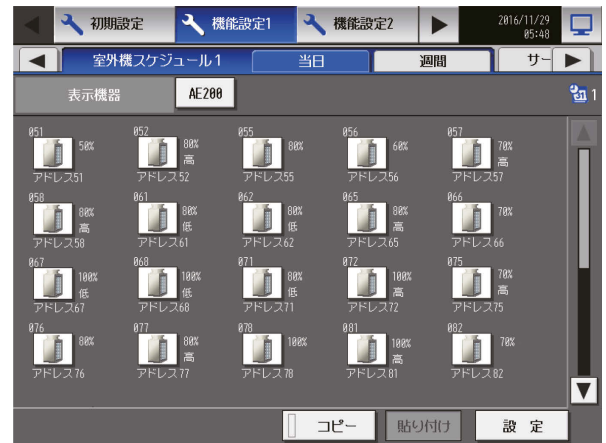 初期設定 機能設定1 機能設定2 2016/11/29
05:48
室外機スケジュール1 当日 週間 サー
表示機器 AE200 1
051 052 055 056 057
50% 80% 80% 60% 70%
高 高
アドレス51 アドレス52 アドレス55 アドレス56 アドレス57
058 061 062 065 066
80% 80% 80% 80% 70%
高 低 低 高
アドレス58 アドレス61 アドレス62 アドレス65 アドレス66
067 068 071 072 075
100% 100% 80% 100% 70%
低 低 低 高 高
アドレス67 アドレス68 アドレス71 アドレス72 アドレス75
076 077 078 081 082
80% 80% 100% 100% 70%
高 高
アドレス76 アドレス77 アドレス78 アドレス81 アドレス82
コピー 貼り付け 設定